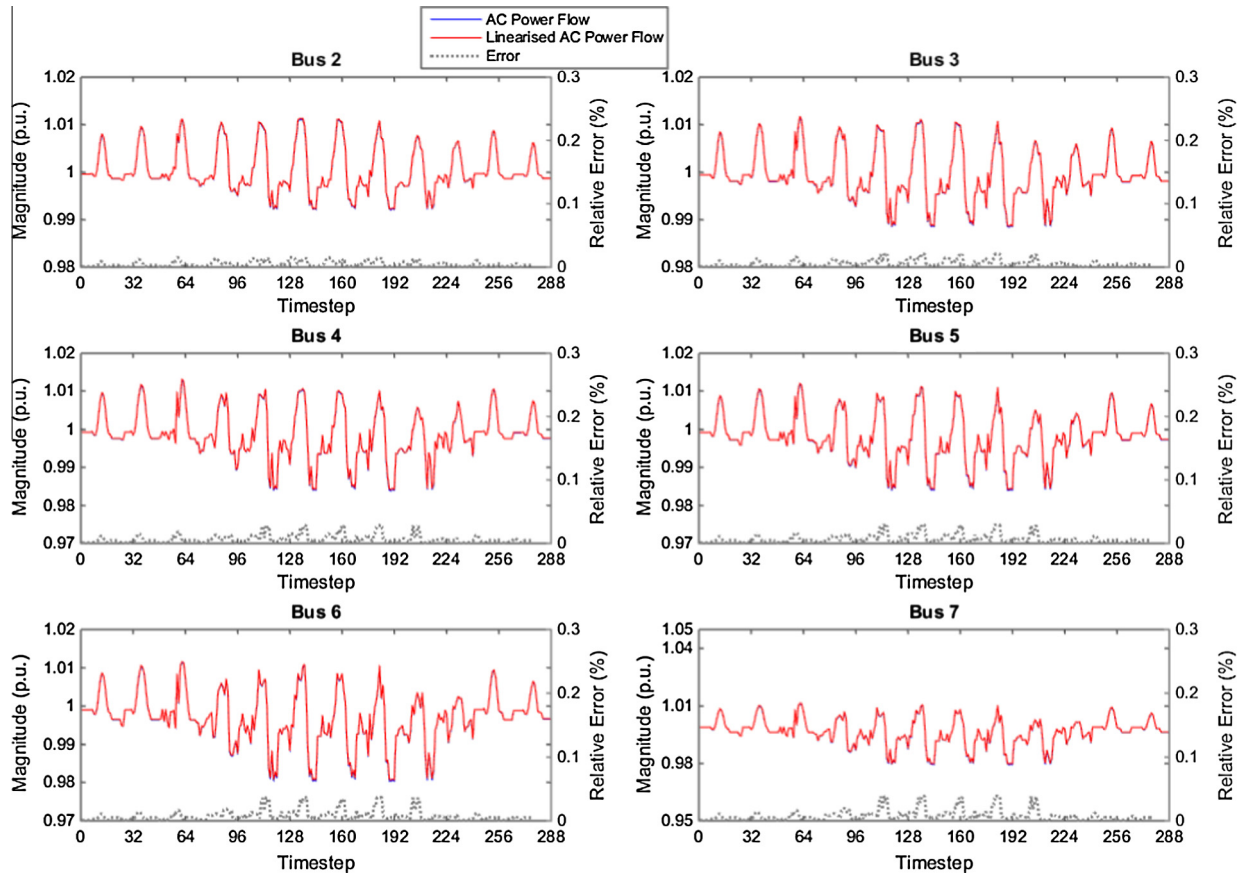 AC Power Flow
Linearised AC Power Flow
Error
Bus 2
Bus 3
1.02
1.01
1
0.99
0.98
Magnitude (p.u.)
0.3
0.2
0.1
0
Relative Error (%)
0 32 64 96 128 160 192 224 256 288
Timestep
1.02
1.01
1
0.99
0.98
Magnitude (p.u.)
0.3
0.2
0.1
0
Relative Error (%)
0 32 64 96 128 160 192 224 256 288
Timestep
Bus 4
Bus 5
1.02
1.01
1
0.99
0.98
0.97
Magnitude (p.u.)
0.3
0.2
0.1
0
Relative Error (%)
0 32 64 96 128 160 192 224 256 288
Timestep
1.02
1.01
1
0.99
0.98
0.97
Magnitude (p.u.)
0.3
0.2
0.1
0
Relative Error (%)
0 32 64 96 128 160 192 224 256 288
Timestep
Bus 6
Bus 7
1.02
1.01
1
0.99
0.98
0.97
Magnitude (p.u.)
0.3
0.2
0.1
0
Relative Error (%)
0 32 64 96 128 160 192 224 256 288
Timestep
1.05
1.04
1.01
0.98
0.95
Magnitude (p.u.)
0.3
0.2
0.1
0
Relative Error (%)
0 32 64 96 128 160 192 224 256 288
Timestep